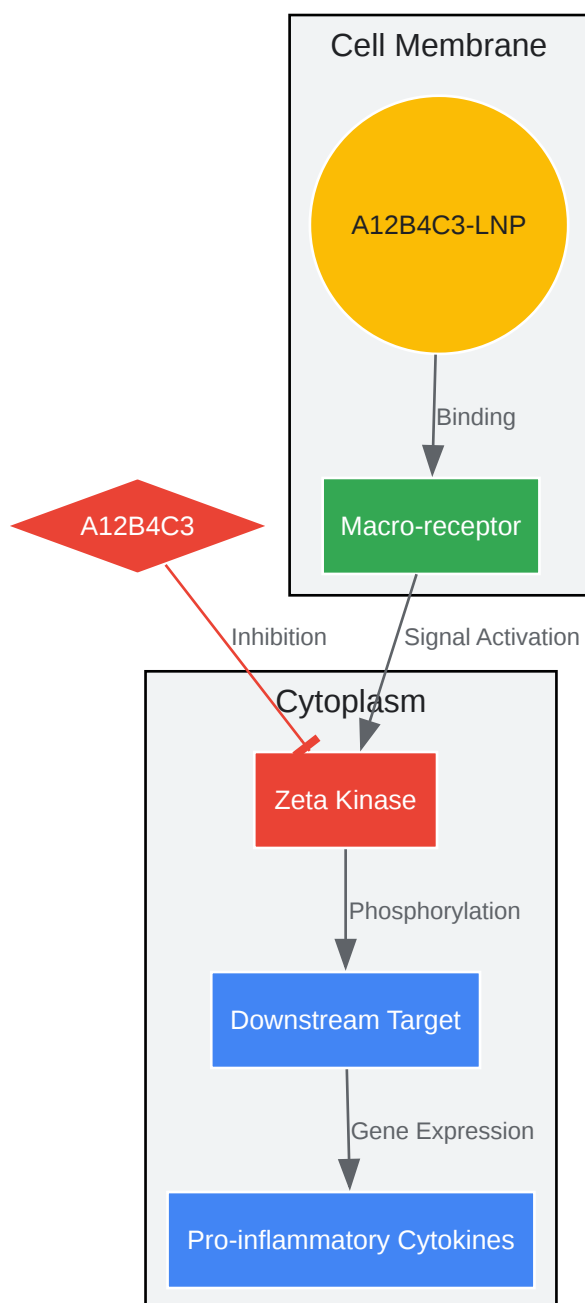 Cell Membrane
A12B4C3-LNP
Binding
A12B4C3
Macro-receptor
Inhibition
Signal Activation
Cytoplasm
Zeta Kinase
Phosphorylation
Downstream Target
Gene Expression
Pro-inflammatory Cytokines